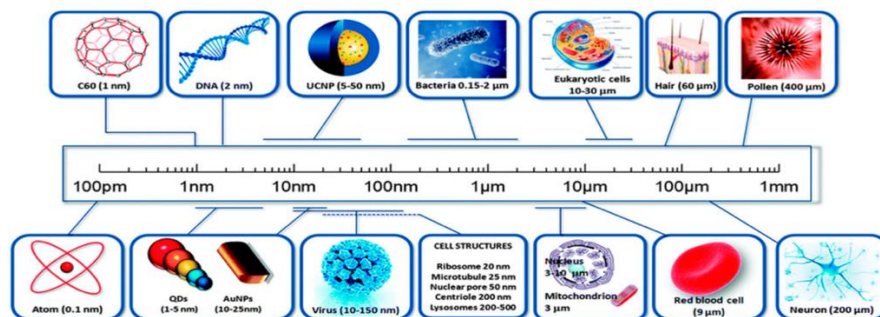 C60 (1 nm)
DNA (2 nm)
UCNP (5-50 nm)
Bacteria 0.15-2 µm
Eukaryotic cells
10-30 µm
Hair (60 µm)
Pollen (400 µm)
100pm 1nm 10nm 100nm 1µm 10µm 100µm 1mm
Atom (0.1 nm)
QDs
(1-5 nm)
AuNPs
(10-25nm)
Virus (10-150 nm)
CELL STRUCTURES
Ribosome 20 nm
Microtubule 25 nm
Nuclear pore 50 nm
Centriole 200 nm
Lysosomes 200-500
Nucleus
3-10 µm
Mitochondrion
3 µm
Red blood cell
(9 µm)
Neuron (200 µm)